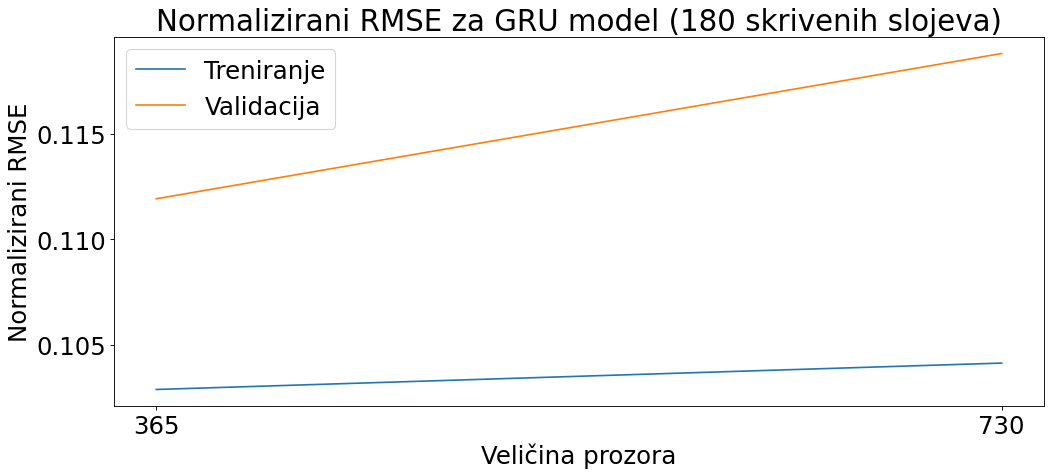 Normalizirani RMSE za GRU model (180 skrivenih slojeva)
Treniranje
Validacija
Normalizirani RMSE
0.115
0.110
0.105
365
730
Veličina prozora